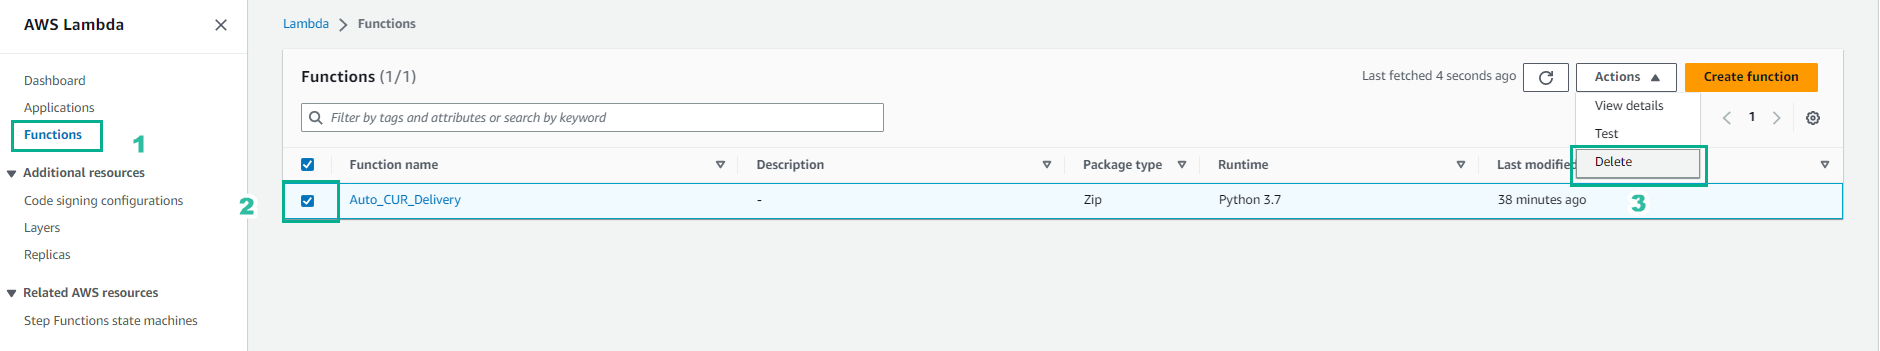 AWS Lambda
Dashboard
Applications
Functions
1
Additional resources
Code signing configurations
Layers
Replicas
Related AWS resources
Step Functions state machines
Lambda > Functions
Functions (1/1)
Last fetched 4 seconds ago
Actions
Create function
View details
Test
Delete
3
Filter by tags and attributes or search by keyword
1
Function name
Description
Package type
Runtime
Last modified
2
Auto_CUR_Delivery
-
Zip
Python 3.7
38 minutes ago